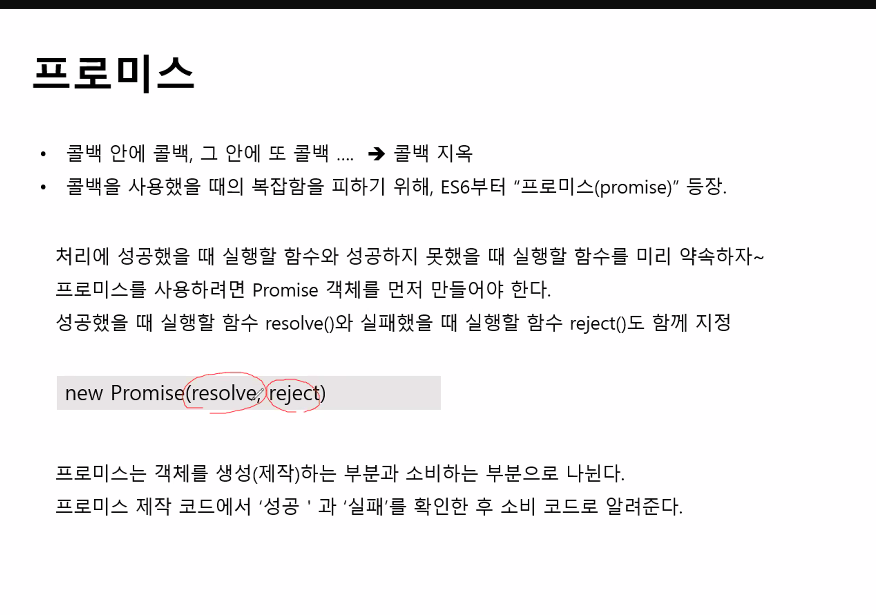 프로미스
• 콜백 안에 콜백, 그 안에 또 콜백 .... ➔ 콜백 지옥
• 콜백을 사용했을 때의 복잡함을 피하기 위해, ES6부터 “프로미스(promise)” 등장.
처리에 성공했을 때 실행할 함수와 성공하지 못했을 때 실행할 함수를 미리 약속하자~
프로미스를 사용하려면 Promise 객체를 먼저 만들어야 한다.
성공했을 때 실행할 함수 resolve()와 실패했을 때 실행할 함수 reject()도 함께 지정
new Promise(resolve, reject)
프로미스는 객체를 생성(제작)하는 부분과 소비하는 부분으로 나뉜다.
프로미스 제작 코드에서 ‘성공 ' 과 ‘실패’를 확인한 후 소비 코드로 알려준다.